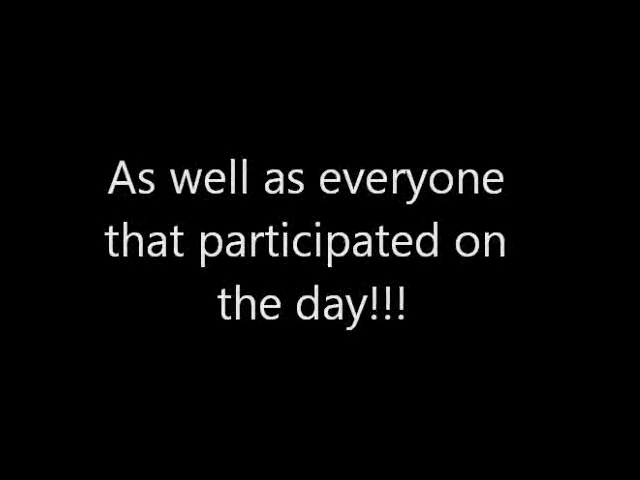 As well as everyone
that participated on
the day!!!